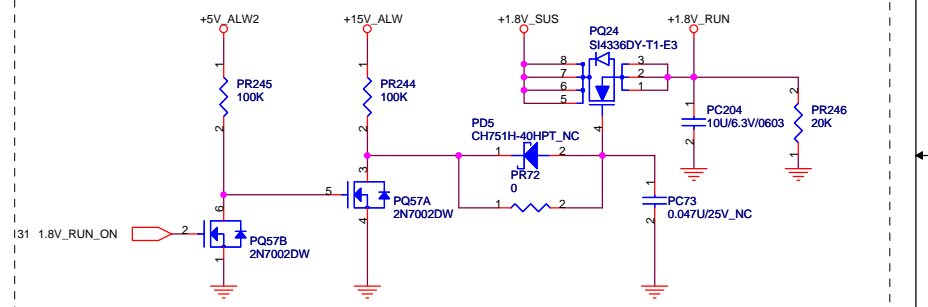 +5V_ALW2
+15V_ALW
+1.8V_SUS
+1.8V_RUN
PQ24
SI4336DY-T1-E3
8
7
6
5
3
2
1
4
1
PR245
100K
2
1
PR244
100K
2
1
PC204
10U/6.3V/0603
2
2
PR246
20K
1
PD5
CH751H-40HPT_NC
1
2
PR72
0
1
2
3
5
PQ57A
2N7002DW
4
1
PC73
0.047U/25V_NC
2
6
31 1.8V_RUN_ON
2
PQ57B
2N7002DW
1